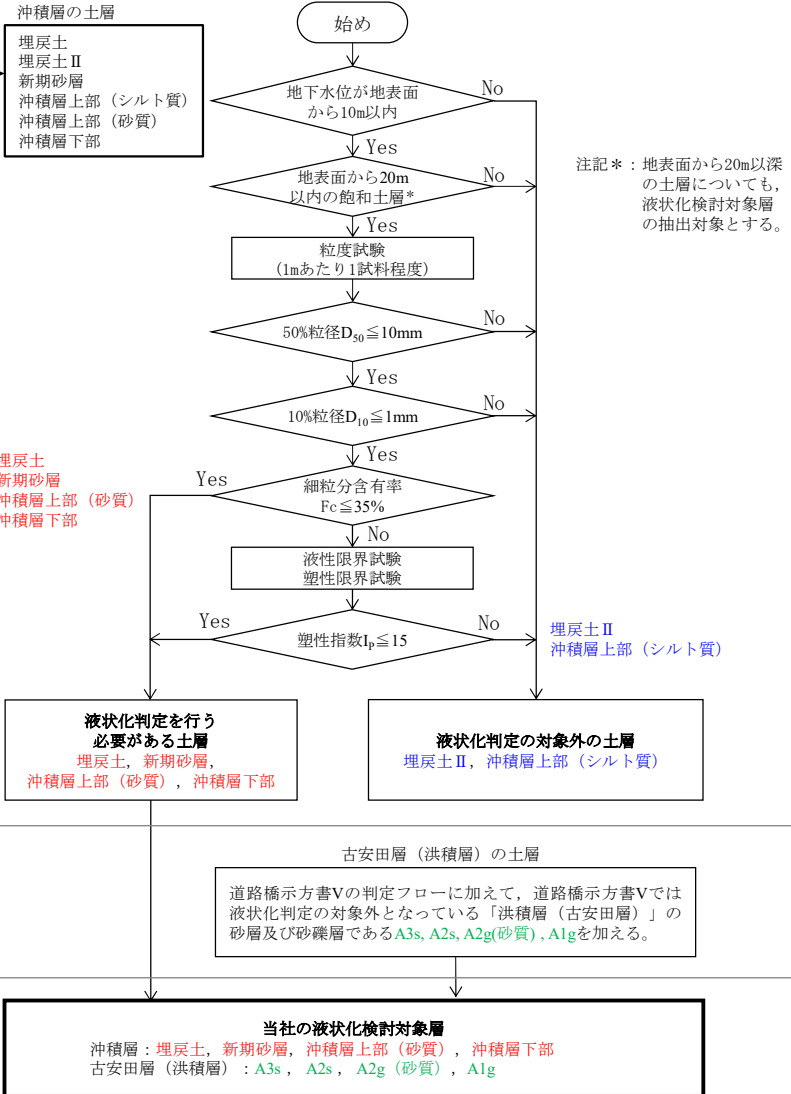 沖積層の土層
埋戻土
埋戻土Ⅱ
新期砂層
沖積層上部（シルト質）
沖積層上部（砂質）
沖積層下部
始め
地下水位が地表面
から10m以内
No
Yes
地表面から20m
以内の飽和土層*
No
Yes
注記＊：地表面から20m以深
の土層についても，
液状化検討対象層
の抽出対象とする。
粒度試験
(1mあたり1試料程度)
50%粒径D50≦10mm
No
Yes
10%粒径D10≦1mm
No
Yes
埋戻土
新期砂層
沖積層上部（砂質）
沖積層下部
Yes
細粒分含有率
Fc≦35%
No
液性限界試験
塑性限界試験
Yes
塑性指数IP≦15
No
埋戻土Ⅱ
沖積層上部（シルト質）
液状化判定を行う
必要がある土層
埋戻土，新期砂層，
沖積層上部（砂質），沖積層下部
液状化判定の対象外の土層
埋戻土Ⅱ，沖積層上部（シルト質）
古安田層（洪積層）の土層
道路橋示方書Vの判定フローに加えて，道路橋示方書Vでは
液状化判定の対象外となっている「洪積層（古安田層）」の
砂層及び砂礫層であるA3s, A2s, A2g(砂質) , A1gを加える。
当社の液状化検討対象層
沖積層：埋戻土，新期砂層，沖積層上部（砂質），沖積層下部
古安田層（洪積層）：A3s ，A2s ，A2g（砂質），A1g